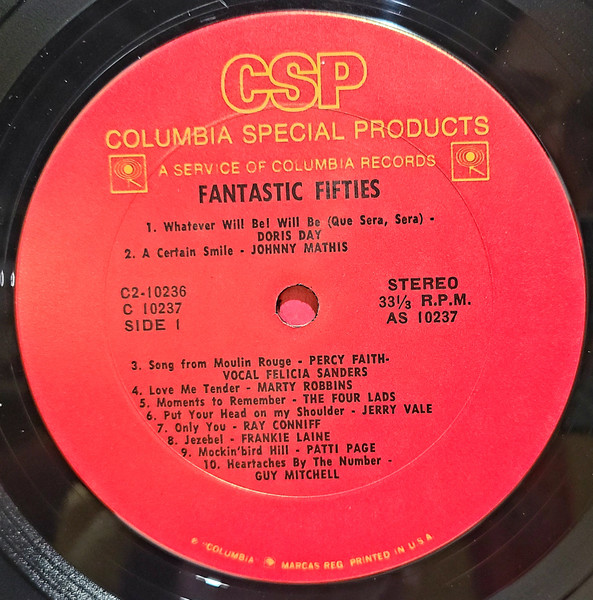 CSP
COLUMBIA SPECIAL PRODUCTS
A SERVICE OF COLUMBIA RECORDS
FANTASTIC FIFTIES
1. Whatever Will Be! Will Be (Que Sera, Sera) -
DORIS DAY
2. A Certain Smile - JOHNNY MATHIS
C2-10236
C 10237
SIDE 1
STEREO
33⅓ R.P.M.
AS 10237
3. Song from Moulin Rouge - PERCY FAITH-
VOCAL FELICIA SANDERS
4. Love Me Tender - MARTY ROBBINS
5. Moments to Remember - THE FOUR LADS
6. Put Your Head on my Shoulder - JERRY VALE
7. Only You - RAY CONNIFF
8. Jezebel - FRANKIE LAINE
9. Mockin'bird Hill - PATTI PAGE
10. Heartaches By The Number -
GUY MITCHELL
® "COLUMBIA" MARCAS REG. PRINTED IN U.S.A.